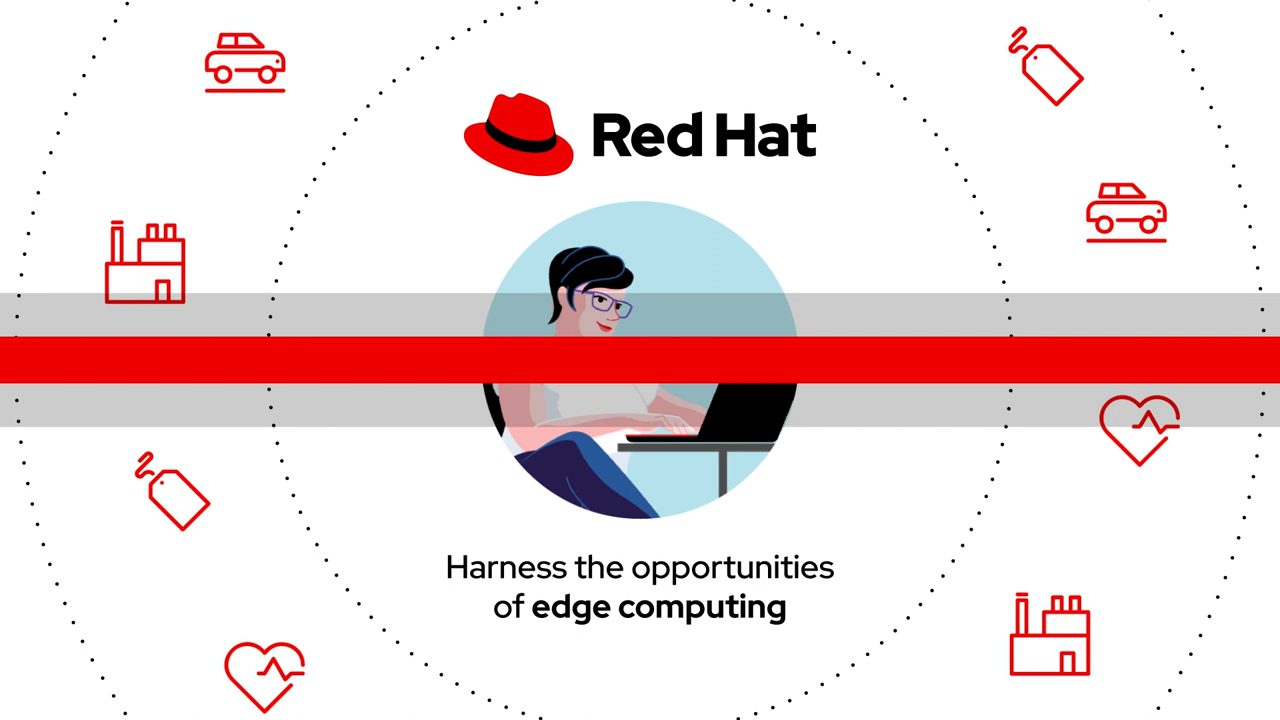 Red Hat
Harness the opportunities
of edge computing